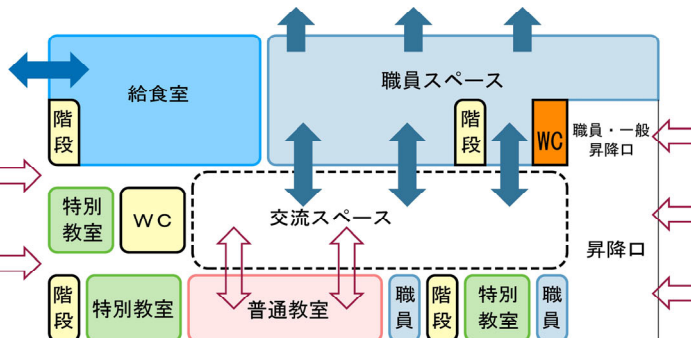 給食室
職員スペース
階
段
階
段
WC
職員・一般
昇降口
特別
教室
WC
交流スペース
昇降口
階
段
特別教室
普通教室
職
員
階
段
特別
教室
職
員